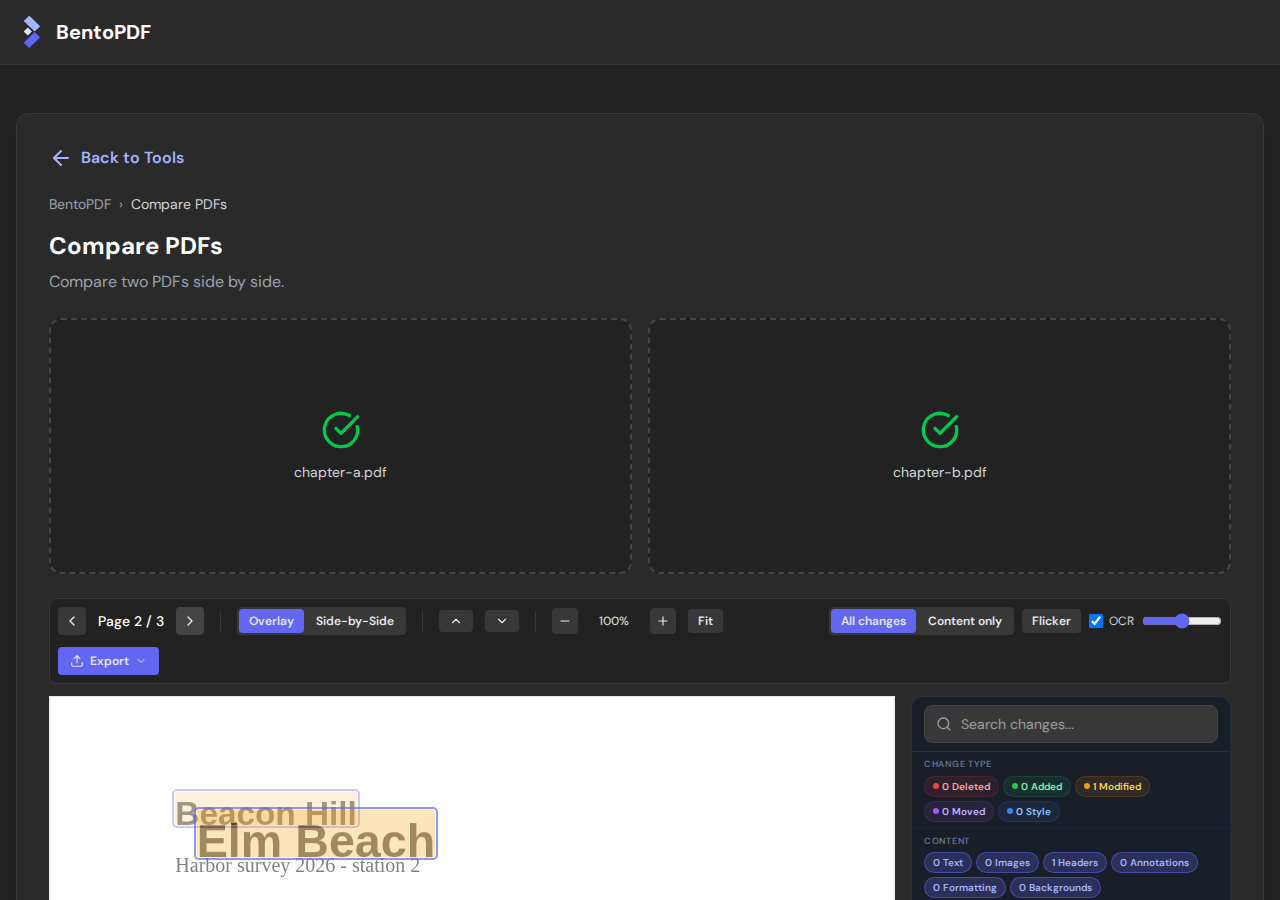 BentoPDF
Back to Tools
BentoPDF › Compare PDFs
Compare PDFs
Compare two PDFs side by side.
chapter-a.pdf
chapter-b.pdf
Page 2 / 3
Overlay
Side-by-Side
100%
Fit
All changes
Content only
Flicker
OCR
Export
Beacon Hill
Elm Beach
Harbor survey 2026 - station 2
Search changes...
CHANGE TYPE
0 Deleted
0 Added
1 Modified
0 Moved
0 Style
CONTENT
0 Text
0 Images
1 Headers
0 Annotations
0 Formatting
0 Backgrounds